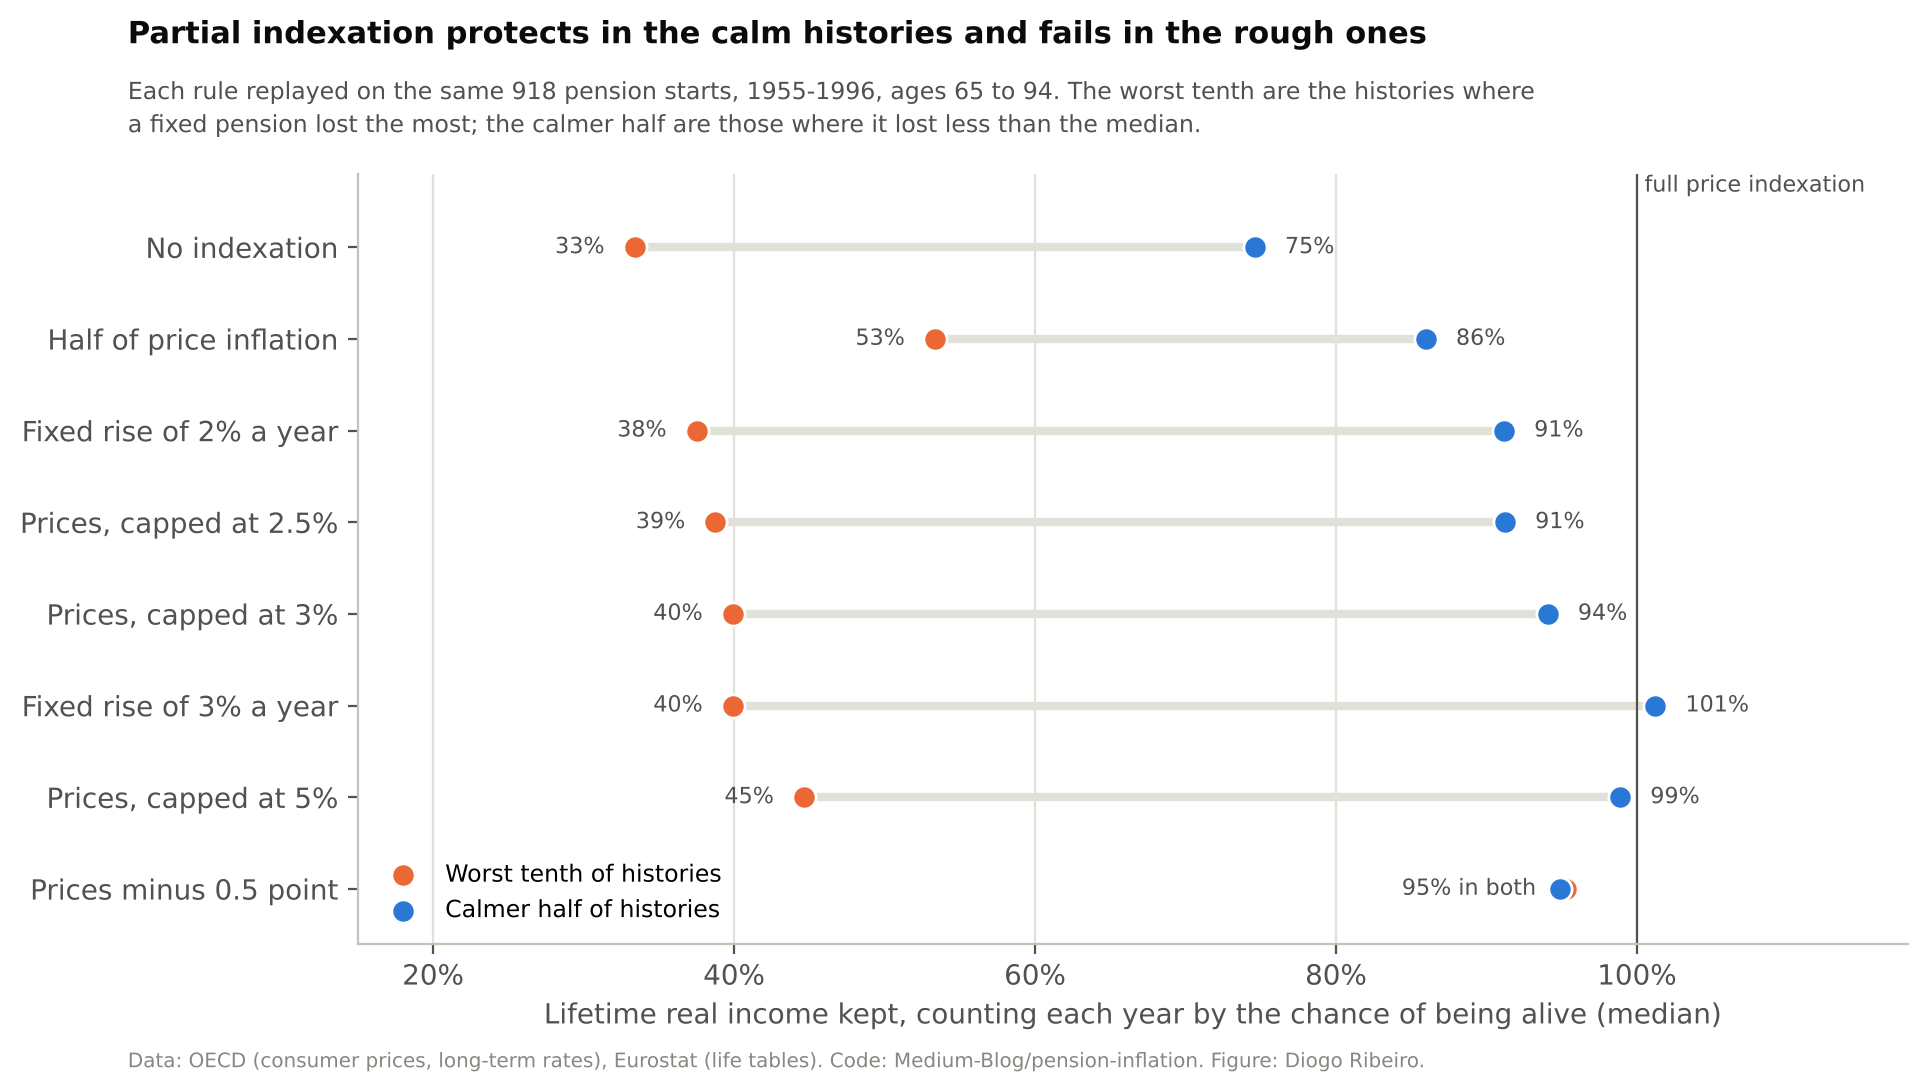 Partial indexation protects in the calm histories and fails in the rough ones
Each rule replayed on the same 918 pension starts, 1955-1996, ages 65 to 94. The worst tenth are the histories where
a fixed pension lost the most; the calmer half are those where it lost less than the median.
full price indexation
No indexation
33%
75%
Half of price inflation
53%
86%
Fixed rise of 2% a year
38%
91%
Prices, capped at 2.5%
39%
91%
Prices, capped at 3%
40%
94%
Fixed rise of 3% a year
40%
101%
Prices, capped at 5%
45%
99%
Prices minus 0.5 point
95% in both
Worst tenth of histories
Calmer half of histories
20%
40%
60%
80%
100%
Lifetime real income kept, counting each year by the chance of being alive (median)
Data: OECD (consumer prices, long-term rates), Eurostat (life tables). Code: Medium-Blog/pension-inflation. Figure: Diogo Ribeiro.